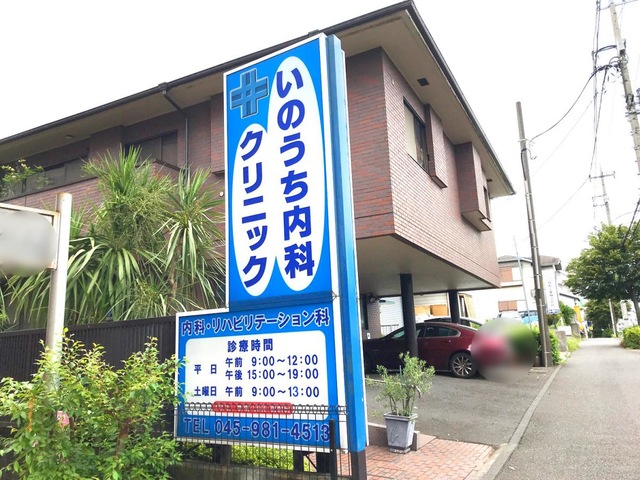 いのうち内科
クリニック
内科・リハビリテーション科
診療時間
平日 午前 9:00〜12:00
午後 15:00〜19:00
土曜日 午前 9:00〜13:00
TEL 045-981-4513